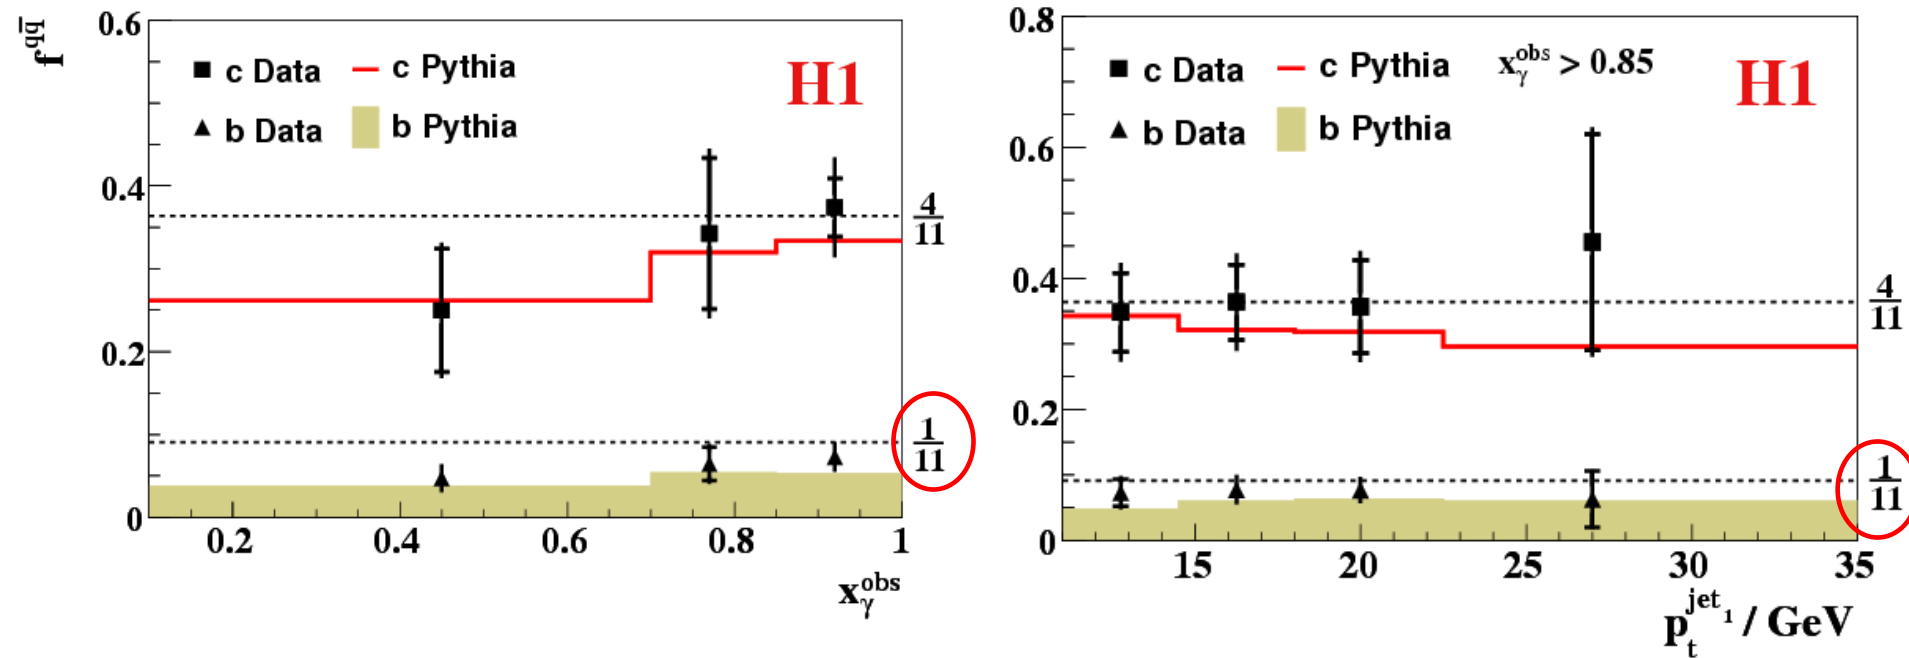 f^{qq̄}
0.6
0.4
0.2
0
c Data
c Pythia
b Data
b Pythia
H1
4/11
1/11
0.2 0.4 0.6 0.8 1
x_γ^{obs}
0.8
0.6
0.4
0.2
0
c Data
c Pythia
x_γ^{obs} > 0.85
b Data
b Pythia
H1
4/11
1/11
15 20 25 30 35
p_t^{jet_1} / GeV